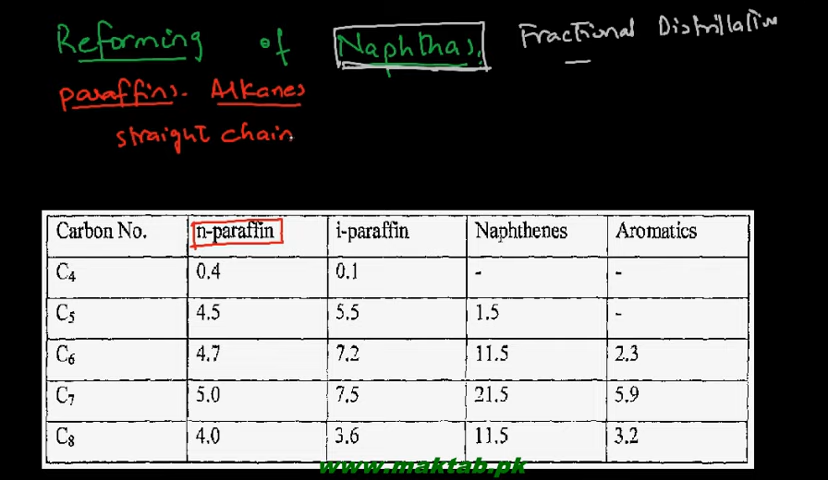 Reforming of Naphthas. Fractional Distrillation
paraffins. Alkanes
straight chain
Carbon No. n-paraffin i-paraffin Naphthenes Aromatics
C4 0.4 0.1 - -
C5 4.5 5.5 1.5 -
C6 4.7 7.2 11.5 2.3
C7 5.0 7.5 21.5 5.9
C8 4.0 3.6 11.5 3.2
www.maktab.pk